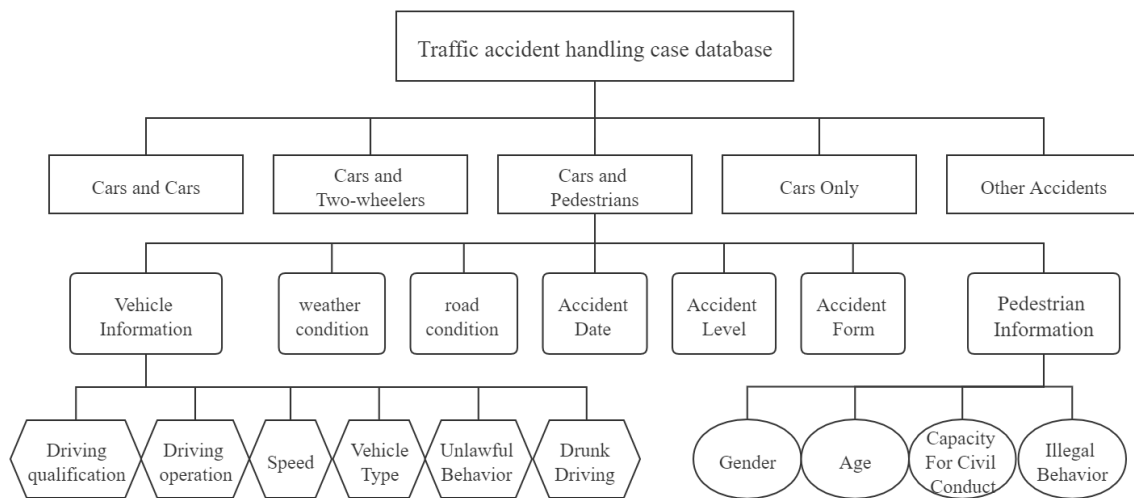 Traffic accident handling case database
Cars and Cars
Cars and
Two-wheelers
Cars and
Pedestrians
Cars Only
Other Accidents
Vehicle
Information
weather
condition
road
condition
Accident
Date
Accident
Level
Accident
Form
Pedestrian
Information
Driving
qualification
Driving
operation
Speed
Vehicle
Type
Unlawful
Behavior
Drunk
Driving
Gender
Age
Capacity
For Civil
Conduct
Illegal
Behavior